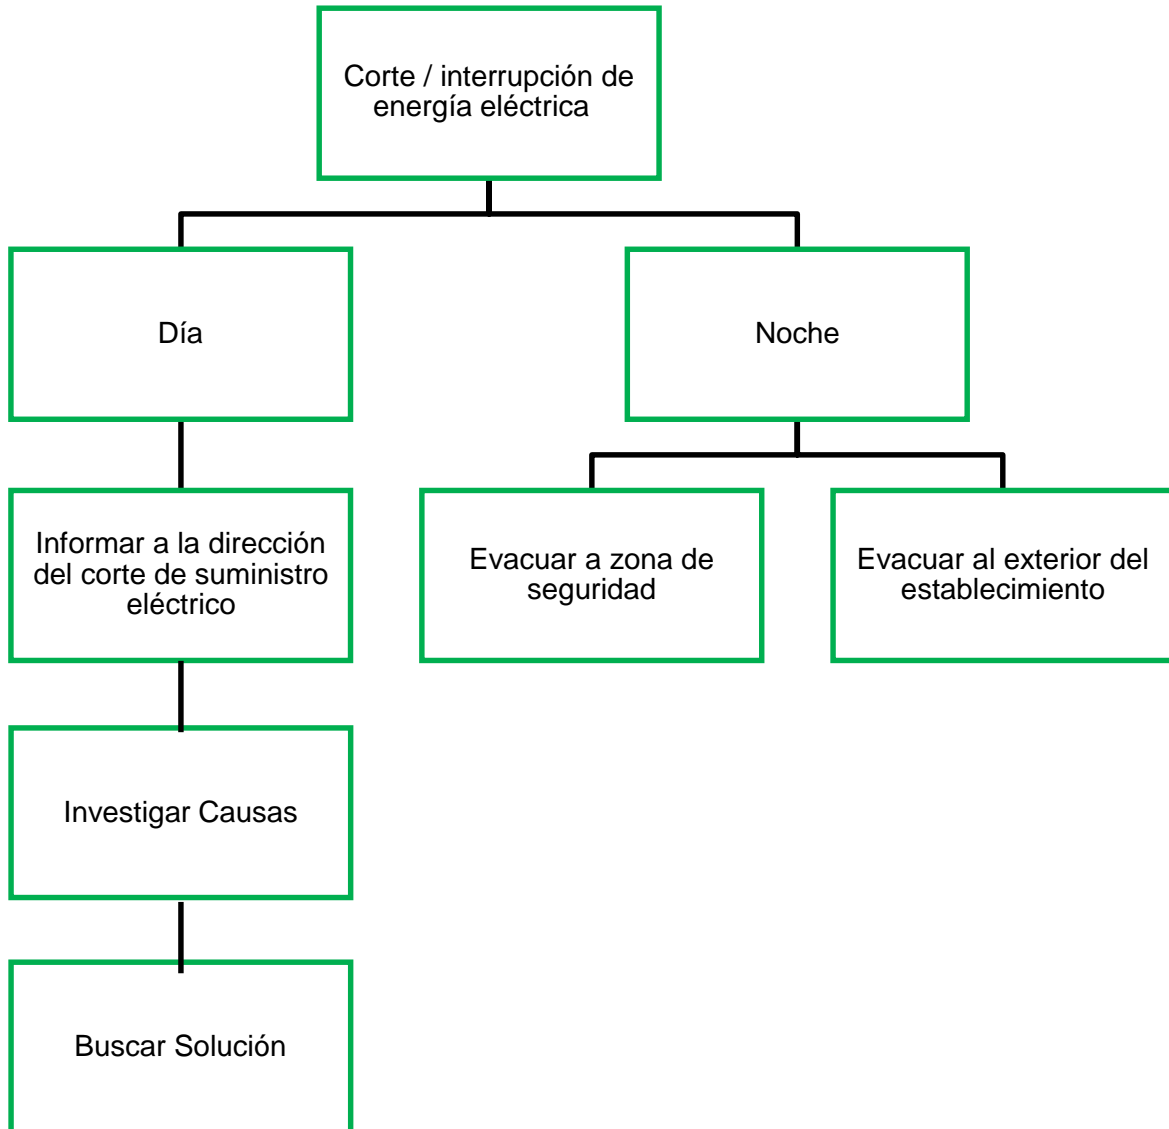 Corte / interrupción de
energía eléctrica
Día
Noche
Informar a la dirección
del corte de suministro
eléctrico
Evacuar a zona de
seguridad
Evacuar al exterior del
establecimiento
Investigar Causas
Buscar Solución